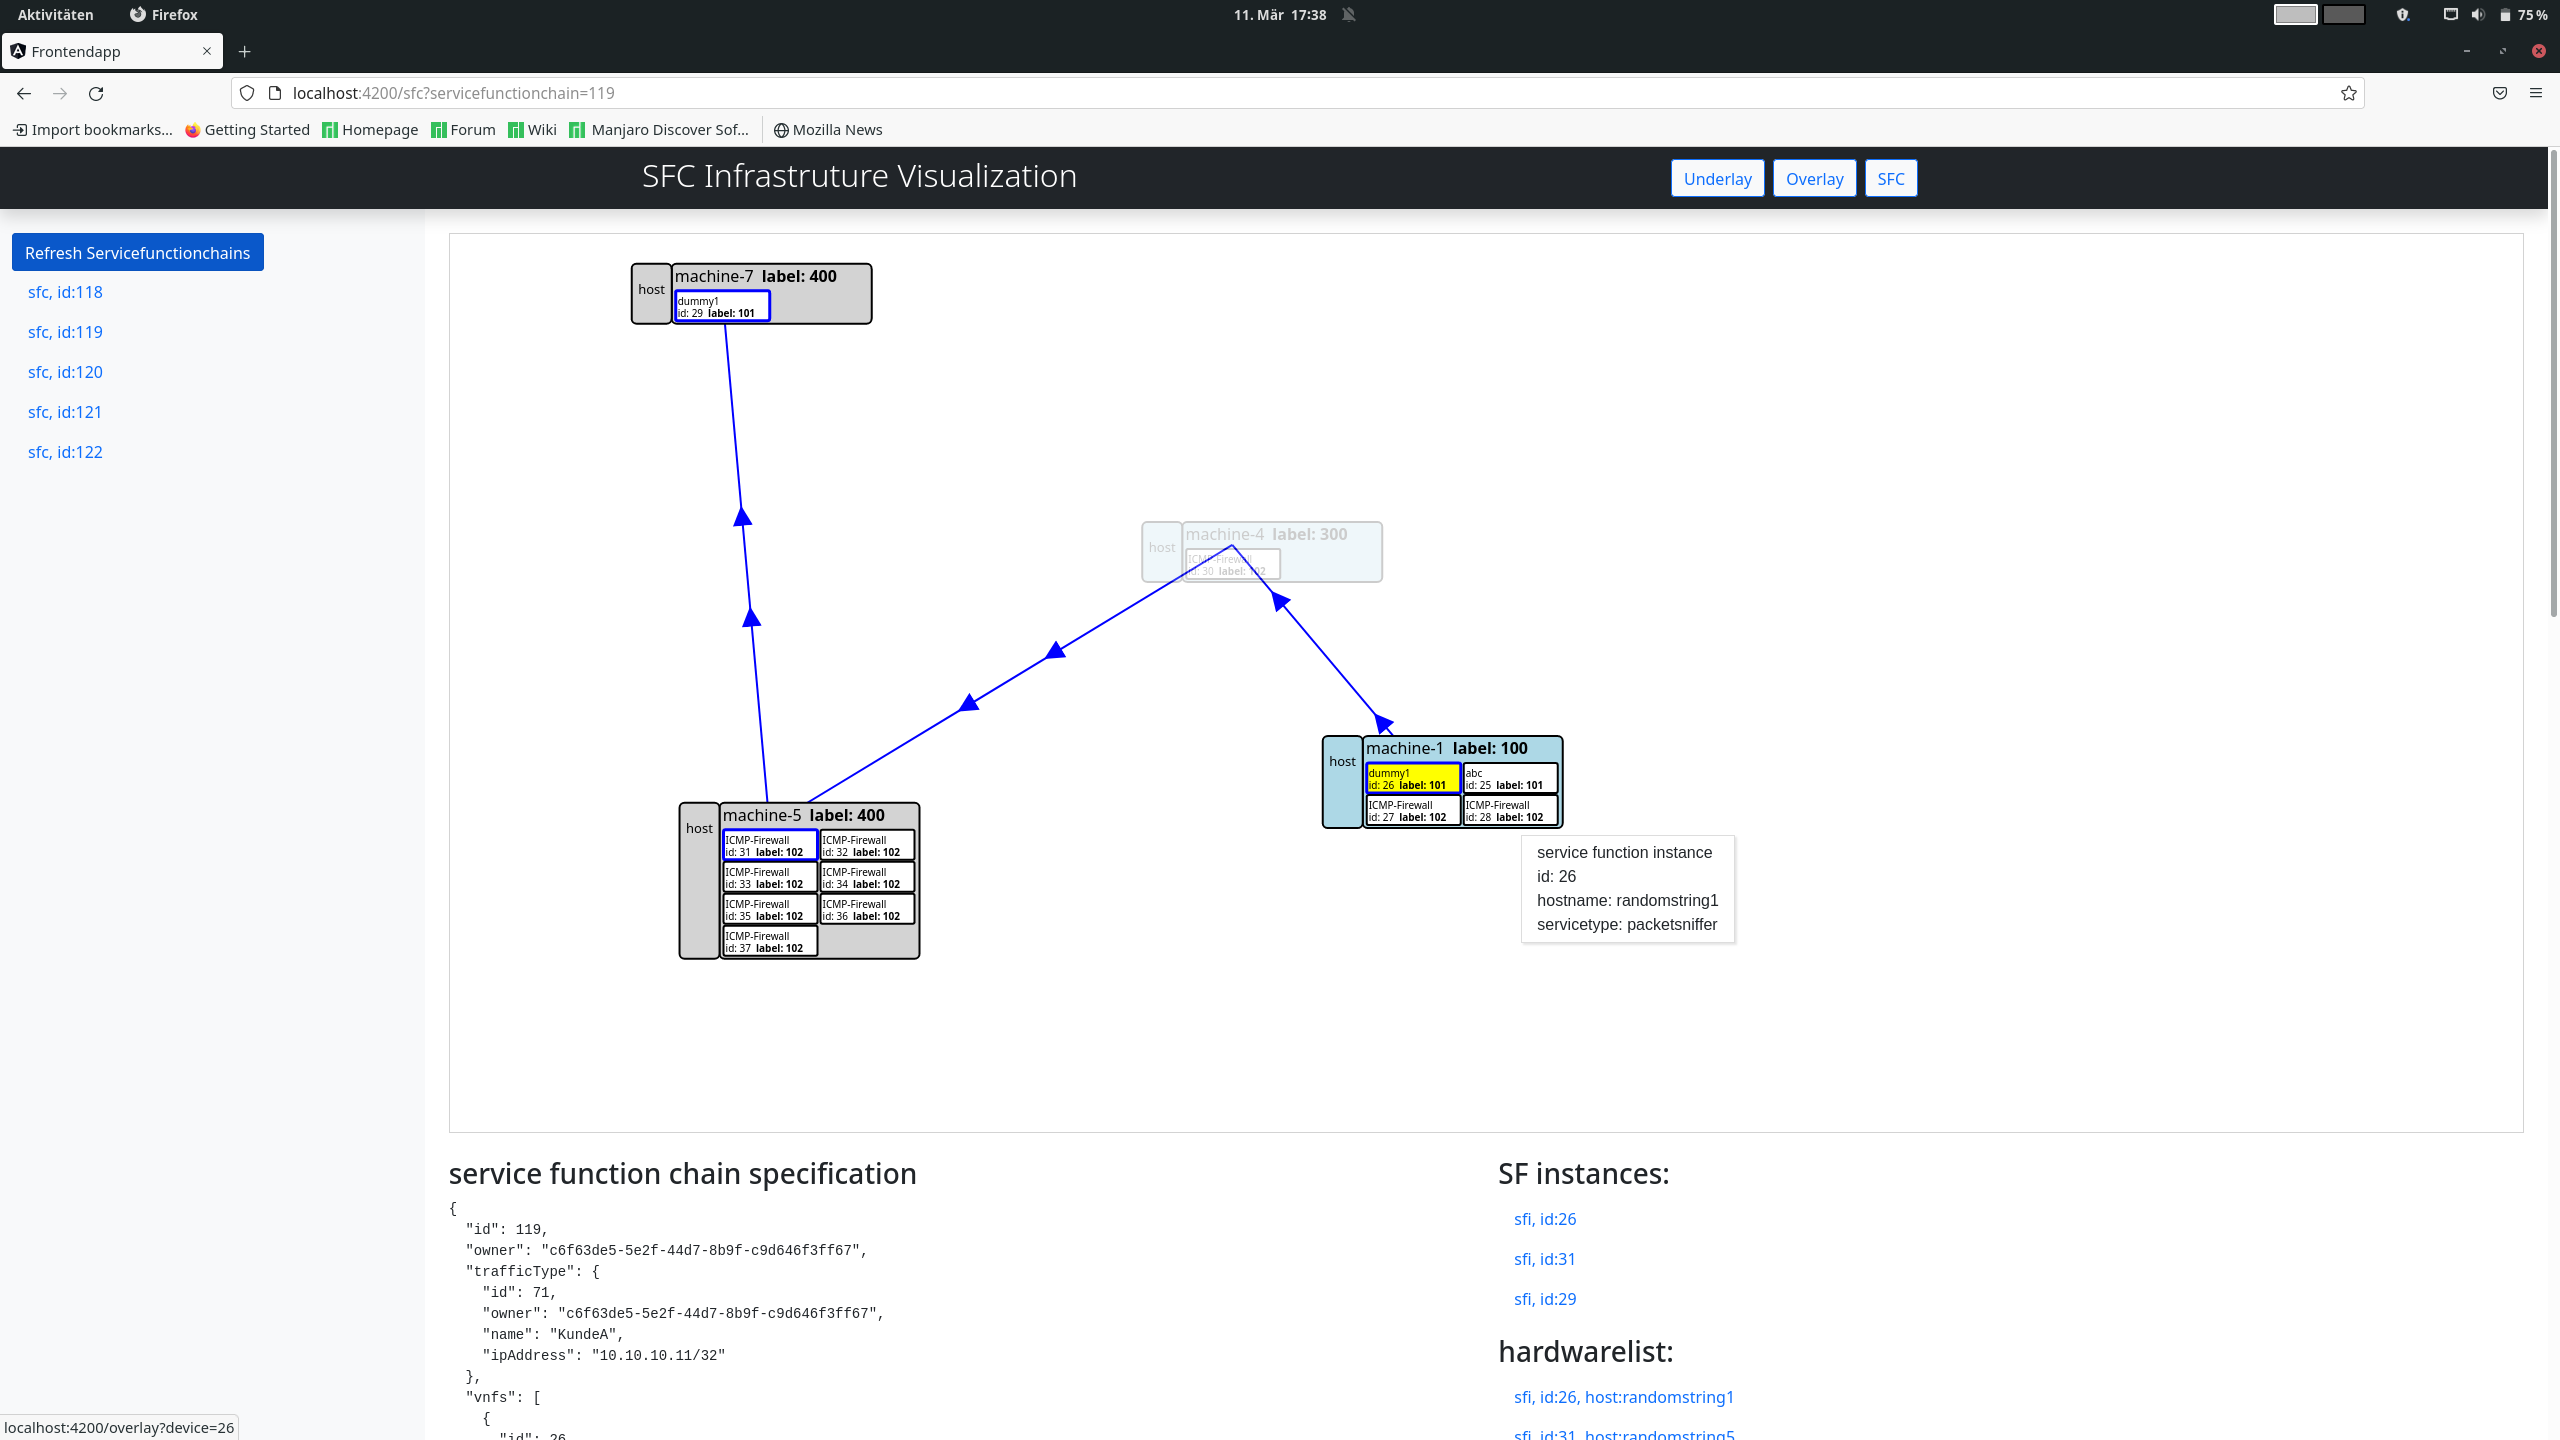 Aktivitäten Firefox 11. Mär 17:38 75 %
Frontendapp
localhost:4200/sfc?servicefunctionchain=119
Import bookmarks... Getting Started Homepage Forum Wiki Manjaro Discover Sof... Mozilla News
SFC Infrastruture Visualization
Underlay Overlay SFC
Refresh Servicefunctionchains
sfc, id:118
sfc, id:119
sfc, id:120
sfc, id:121
sfc, id:122
host
machine-7 label: 400
dummy1
id: 29 label: 101
host
machine-4 label: 300
ICMP-Firewall
id: 30 label: 102
host
machine-1 label: 100
dummy1
id: 26 label: 101
abc
id: 25 label: 101
ICMP-Firewall
id: 27 label: 102
ICMP-Firewall
id: 28 label: 102
host
machine-5 label: 400
ICMP-Firewall
id: 31 label: 102
ICMP-Firewall
id: 32 label: 102
ICMP-Firewall
id: 33 label: 102
ICMP-Firewall
id: 34 label: 102
ICMP-Firewall
id: 35 label: 102
ICMP-Firewall
id: 36 label: 102
ICMP-Firewall
id: 37 label: 102
service function instance
id: 26
hostname: randomstring1
servicetype: packetsniffer
service function chain specification
{
"id": 119,
"owner": "c6f63de5-5e2f-44d7-8b9f-c9d646f3ff67",
"trafficType": {
"id": 71,
"owner": "c6f63de5-5e2f-44d7-8b9f-c9d646f3ff67",
"name": "KundeA",
"ipAddress": "10.10.10.11/32"
},
"vnfs": [
{
"id": 26
SF instances:
sfi, id:26
sfi, id:31
sfi, id:29
hardwarelist:
sfi, id:26, host:randomstring1
sfi, id:31, host:randomstring5
localhost:4200/overlay?device=26